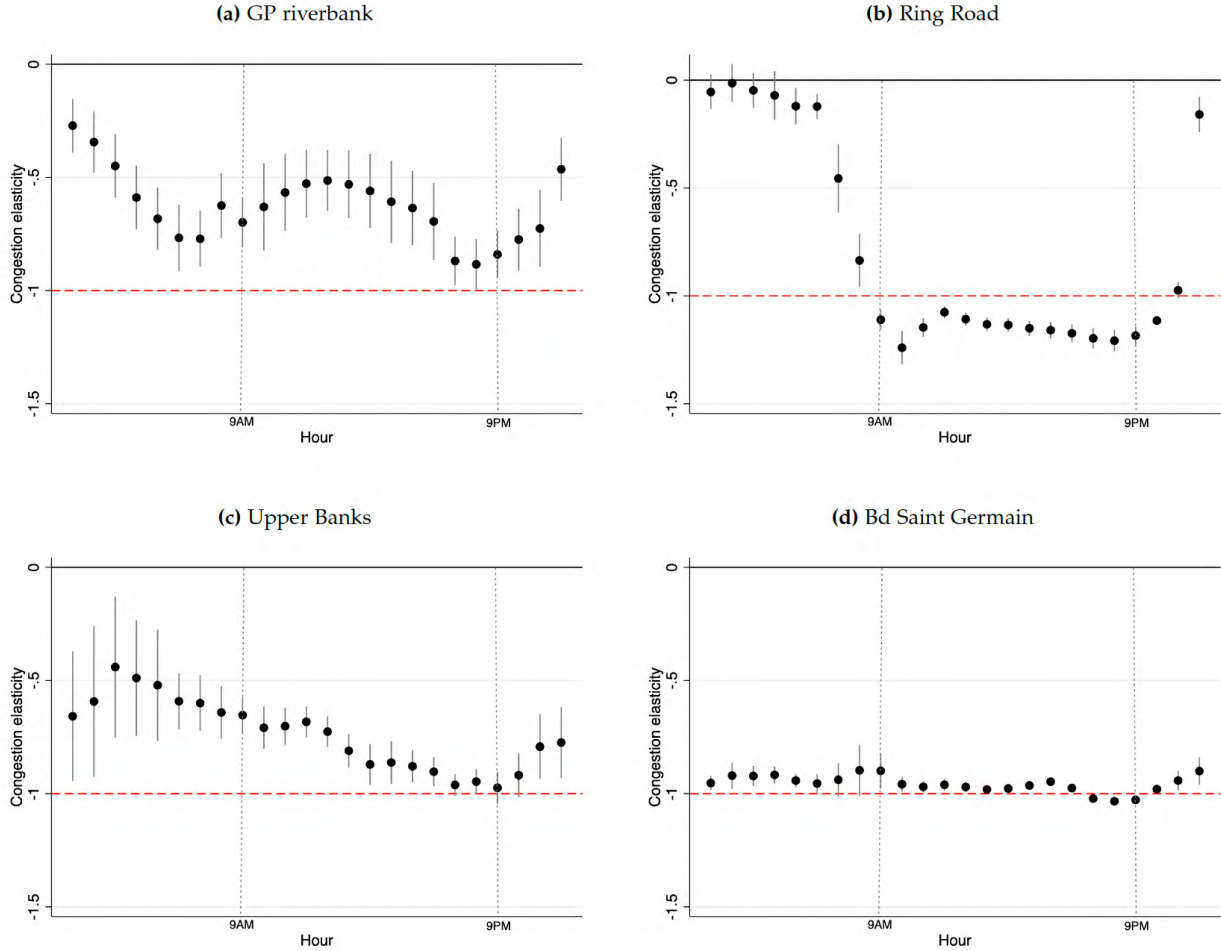 (a) GP riverbank
0
-.5
-1
-1.5
Congestion elasticity
9AM
9PM
Hour
(b) Ring Road
0
-.5
-1
-1.5
Congestion elasticity
9AM
9PM
Hour
(c) Upper Banks
0
-.5
-1
-1.5
Congestion elasticity
9AM
9PM
Hour
(d) Bd Saint Germain
0
-.5
-1
-1.5
Congestion elasticity
9AM
9PM
Hour